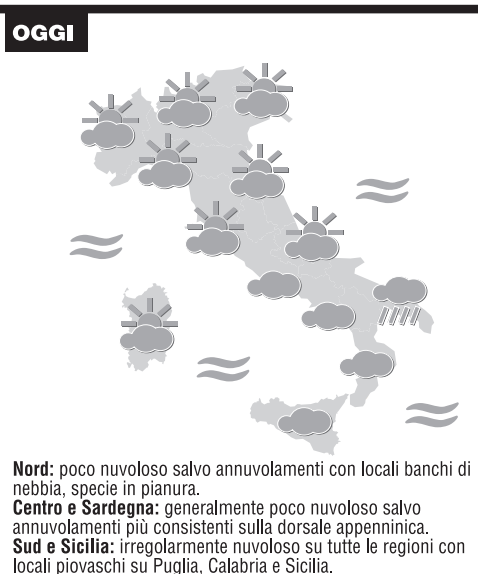 OGGI
Nord: poco nuvoloso salvo annuvolamenti con locali banchi di
nebbia, specie in pianura.
Centro e Sardegna: generalmente poco nuvoloso salvo
annuvolamenti più consistenti sulla dorsale appenninica.
Sud e Sicilia: irregolarmente nuvoloso su tutte le regioni con
locali piovaschi su Puglia, Calabria e Sicilia.